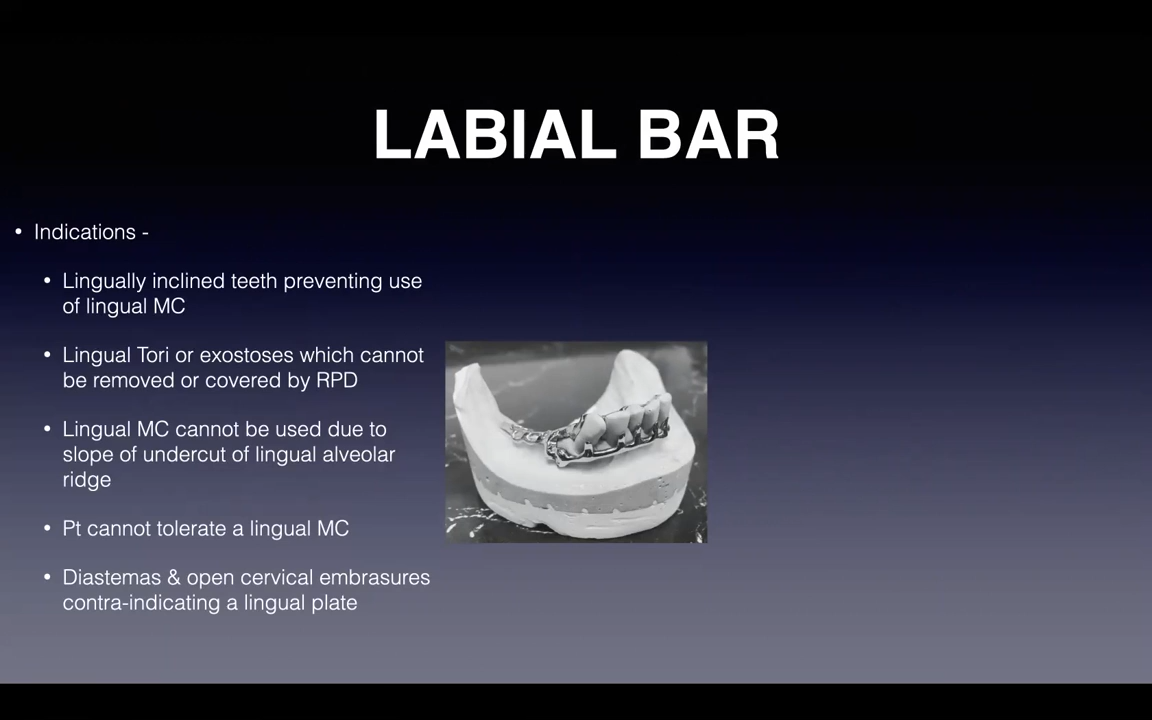 LABIAL BAR
• Indications -
• Lingually inclined teeth preventing use
of lingual MC
• Lingual Tori or exostoses which cannot
be removed or covered by RPD
• Lingual MC cannot be used due to
slope of undercut of lingual alveolar
ridge
• Pt cannot tolerate a lingual MC
• Diastemas & open cervical embrasures
contra-indicating a lingual plate